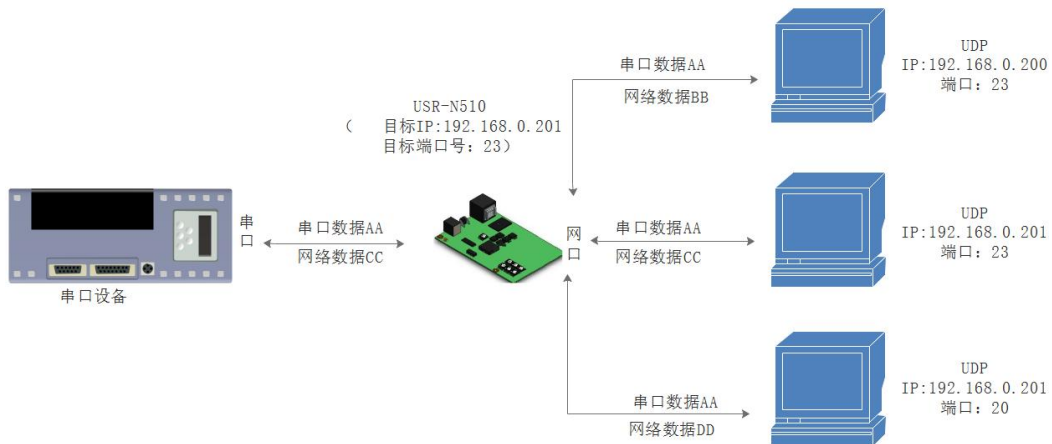 串口数据AA
网络数据BB
UDP
IP:192.168.0.200
端口: 23
USR-N510
( 目标IP:192.168.0.201
目标端口号: 23)
串口
串口数据AA
网络数据CC
网口
串口数据AA
网络数据CC
UDP
IP:192.168.0.201
端口: 23
串口设备
串口数据AA
网络数据DD
UDP
IP:192.168.0.201
端口: 20